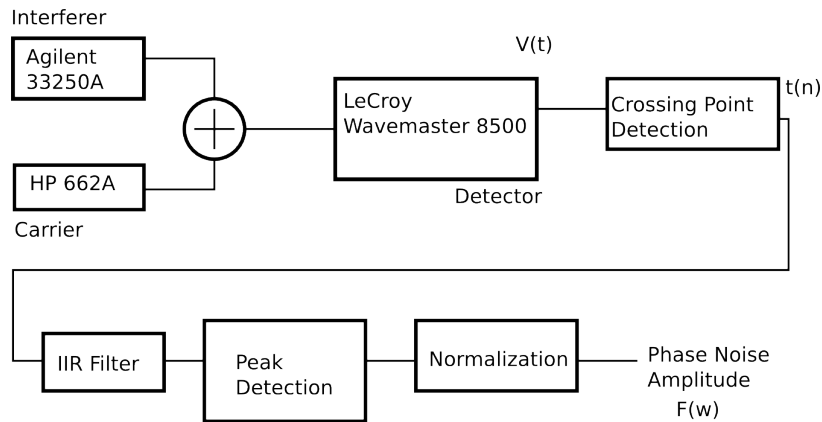 Interferer
Agilent
33250A
V(t)
LeCroy
Wavemaster 8500
Crossing Point
Detection
t(n)
HP 662A
Detector
Carrier
IIR Filter
Peak
Detection
Normalization
Phase Noise
Amplitude
F(w)